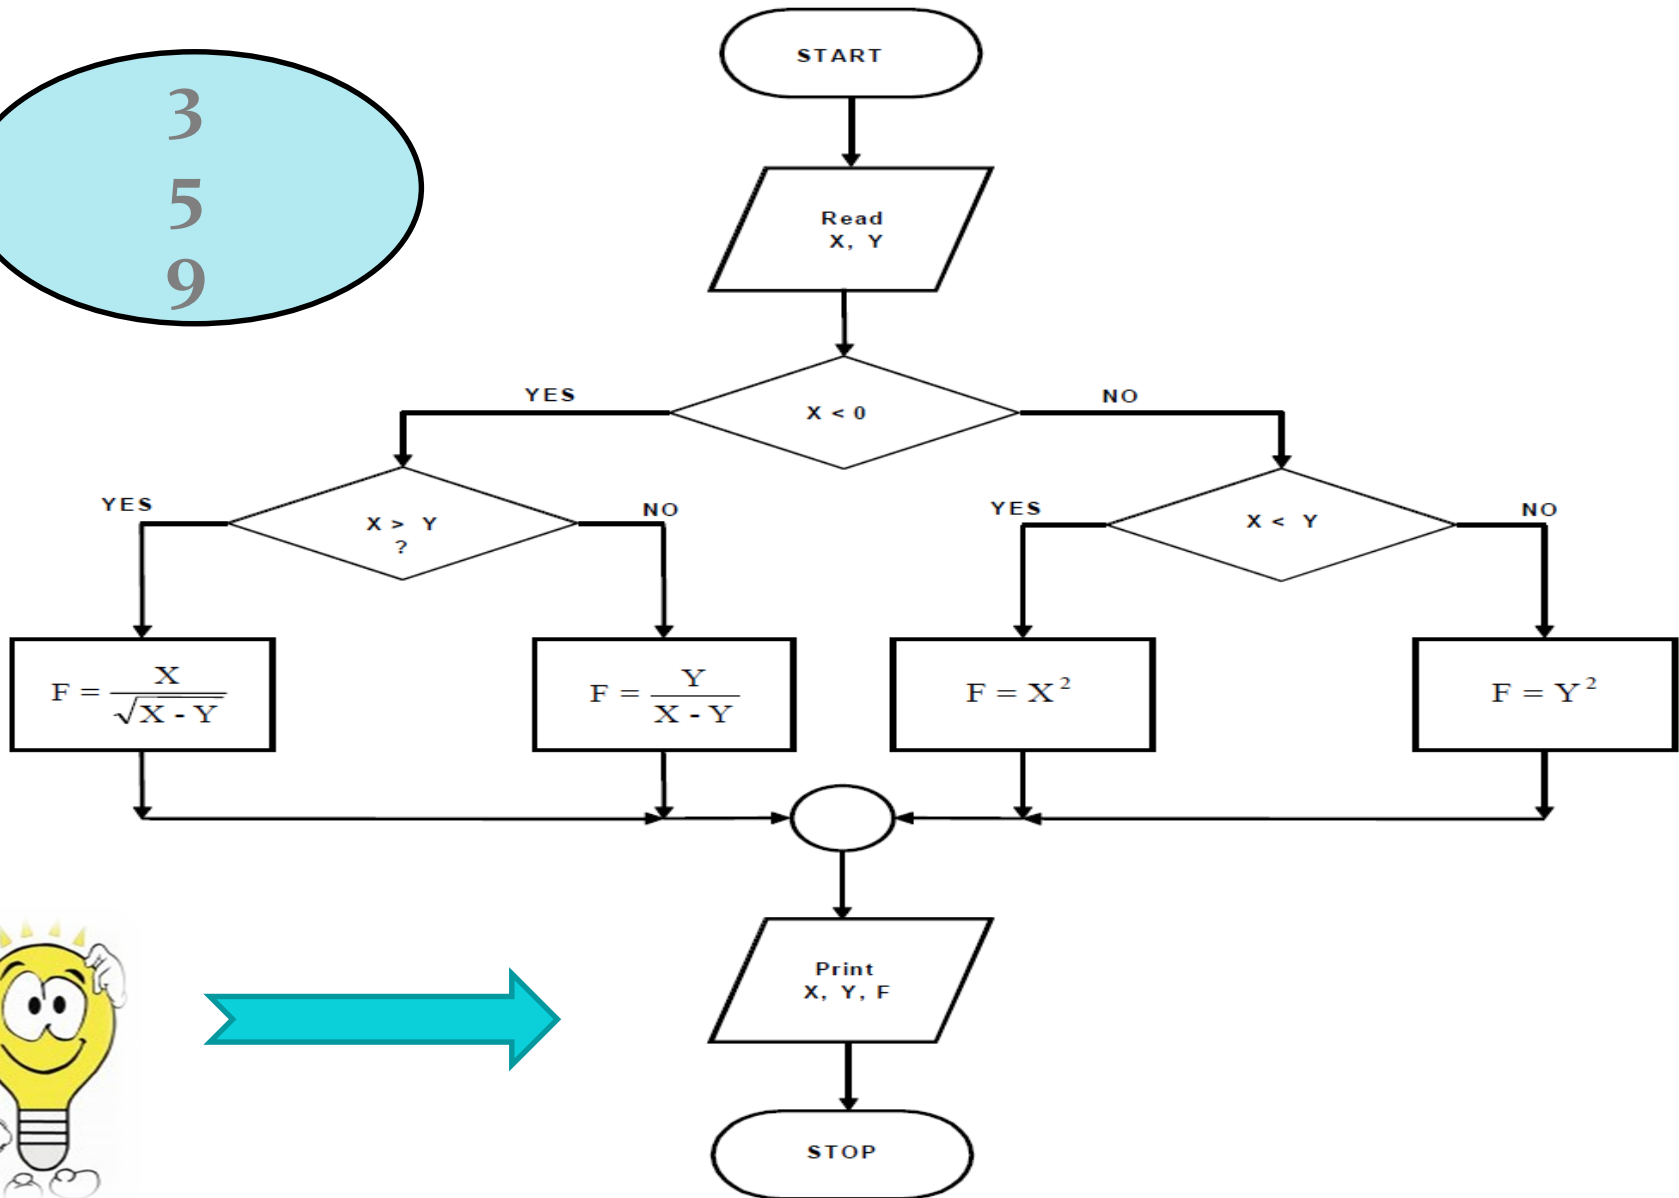 START
3
5
9
Read
X, Y
X < 0
YES
NO
X > Y
?
YES
NO
X < Y
YES
NO
F = X / √(X - Y)
F = Y / (X - Y)
F = X²
F = Y²
Print
X, Y, F
STOP